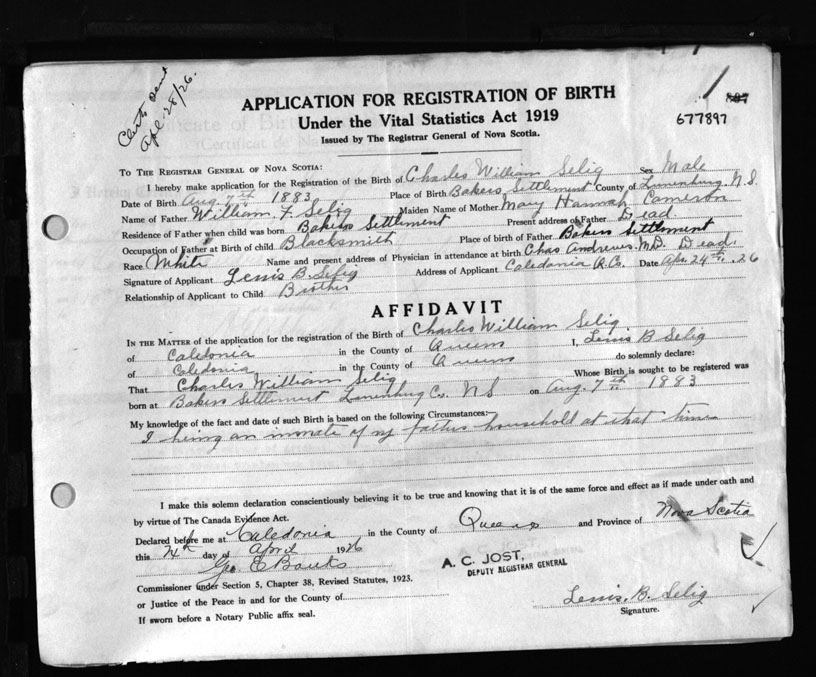 Certf. Sent
Apl. 28/26.
1
APPLICATION FOR REGISTRATION OF BIRTH
Under the Vital Statistics Act 1919
677897
Issued by The Registrar General of Nova Scotia.
TO THE REGISTRAR GENERAL OF NOVA SCOTIA:
I hereby make application for the Registration of the Birth of Charles William Selig Sex Male
Date of Birth Aug. 7th 1883 Place of Birth Bakers Settlement County of Lunenburg N.S.
Name of Father William F. Selig Maiden Name of Mother Mary Hannah Cameron
Residence of Father when child was born Bakers Settlement Present address of Father Dead
Occupation of Father at Birth of child Blacksmith Place of birth of Father Bakers Settlement
Race White Name and present address of Physician in attendance at birth Chas Andrews. MD. Dead.
Signature of Applicant Lenis B. Selig Address of Applicant Caledonia Q. Co. Date Apr. 24th, 26
Relationship of Applicant to Child Brother
AFFIDAVIT
IN THE MATTER of the application for the registration of the Birth of Charles William Selig
of Caledonia in the County of Queens I, Lenis B Selig
of Caledonia in the County of Queens do solemnly declare:
That Charles William Selig Whose Birth is sought to be registered was
born at Bakers Settlement Lunenburg Co. N S on Aug. 7th 1883
My knowledge of the fact and date of such Birth is based on the following Circumstances:
I being an inmate of my fathers household at that time
I make this solemn declaration conscientiously believing it to be true and knowing that it is of the same force and effect as if made under oath and
by virtue of The Canada Evidence Act.
Declared before me at Caledonia in the County of Queens and Province of Nova Scotia
this 24th day of April 1926
Geo. E Banks
A. C. JOST,
DEPUTY REGISTRAR GENERAL
Commissioner under Section 5, Chapter 38, Revised Statutes, 1923.
or Justice of the Peace in and for the County of
Lenis. B. Selig
If sworn before a Notary Public affix seal.
Signature.